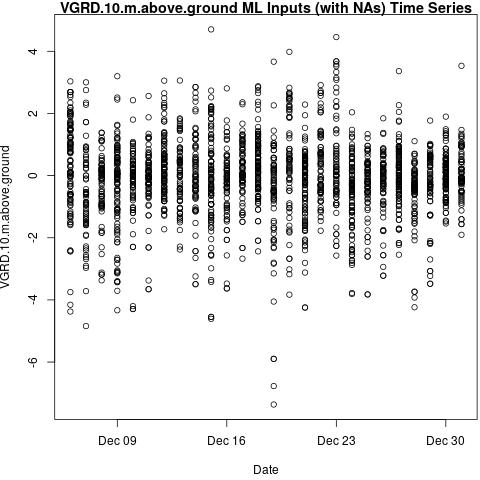 VGRD.10.m.above.ground ML Inputs (with NAs) Time Series
VGRD.10.m.above.ground
4
2
0
-2
-4
-6
Dec 09 Dec 16 Dec 23 Dec 30
Date